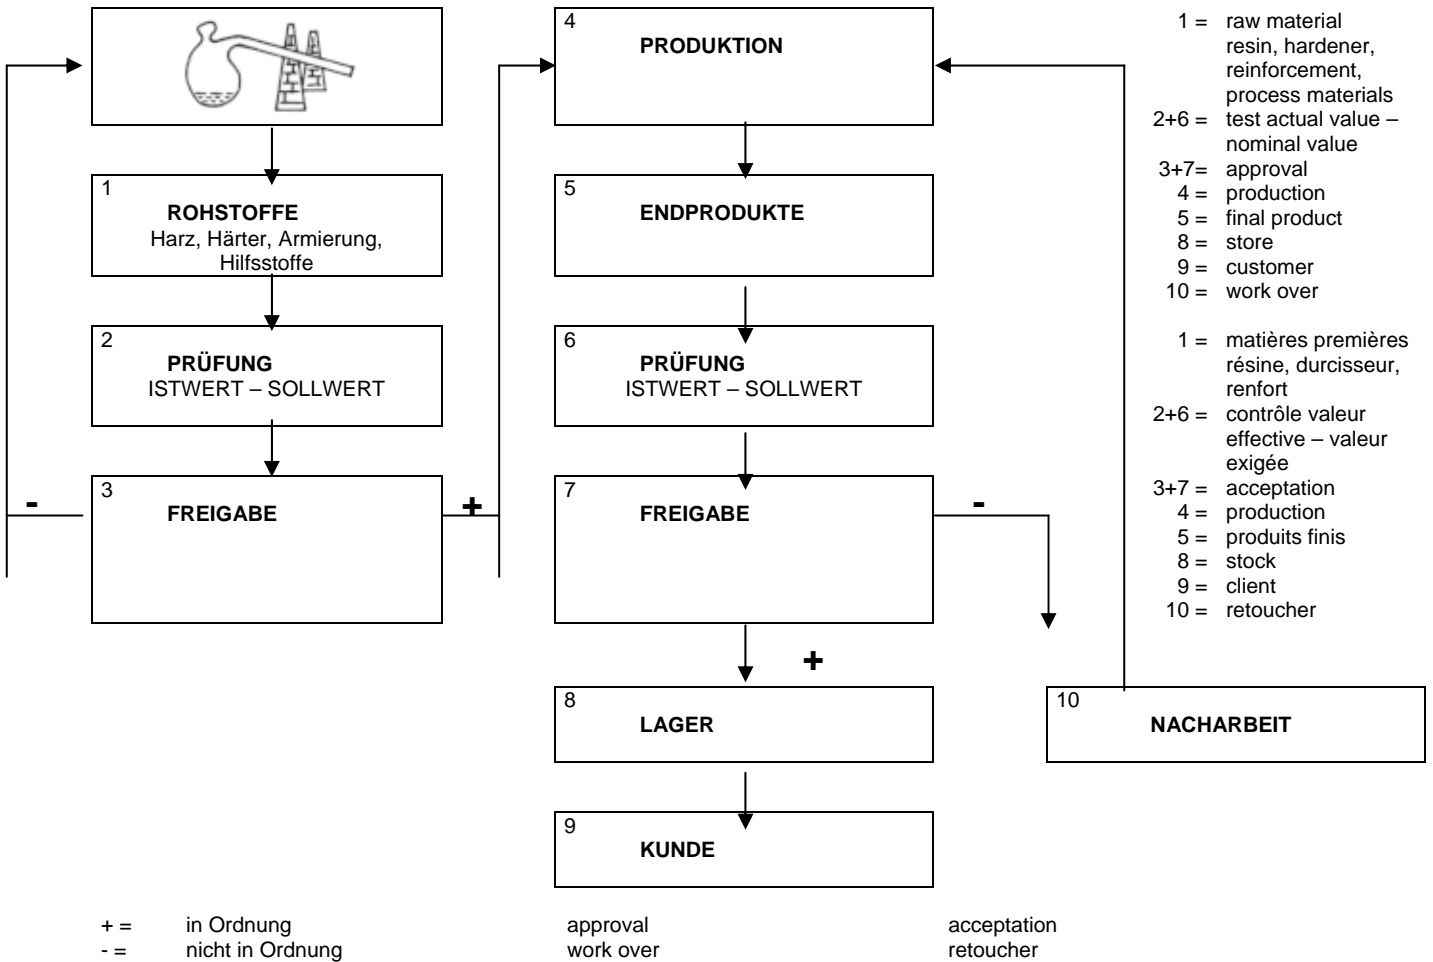 1
ROHSTOFFE
Harz, Härter, Armierung,
Hilfsstoffe
2
PRÜFUNG
ISTWERT – SOLLWERT
3
FREIGABE
-
+
4
PRODUKTION
5
ENDPRODUKTE
6
PRÜFUNG
ISTWERT – SOLLWERT
7
FREIGABE
-
+
8
LAGER
9
KUNDE
10
NACHARBEIT
1 = raw material
resin, hardener,
reinforcement,
process materials
2+6 = test actual value –
nominal value
3+7= approval
4 = production
5 = final product
8 = store
9 = customer
10 = work over
1 = matières premières
résine, durcisseur,
renfort
2+6 = contrôle valeur
effective – valeur
exigée
3+7 = acceptation
4 = production
5 = produits finis
8 = stock
9 = client
10 = retoucher
+ = in Ordnung approval acceptation
- = nicht in Ordnung work over retoucher